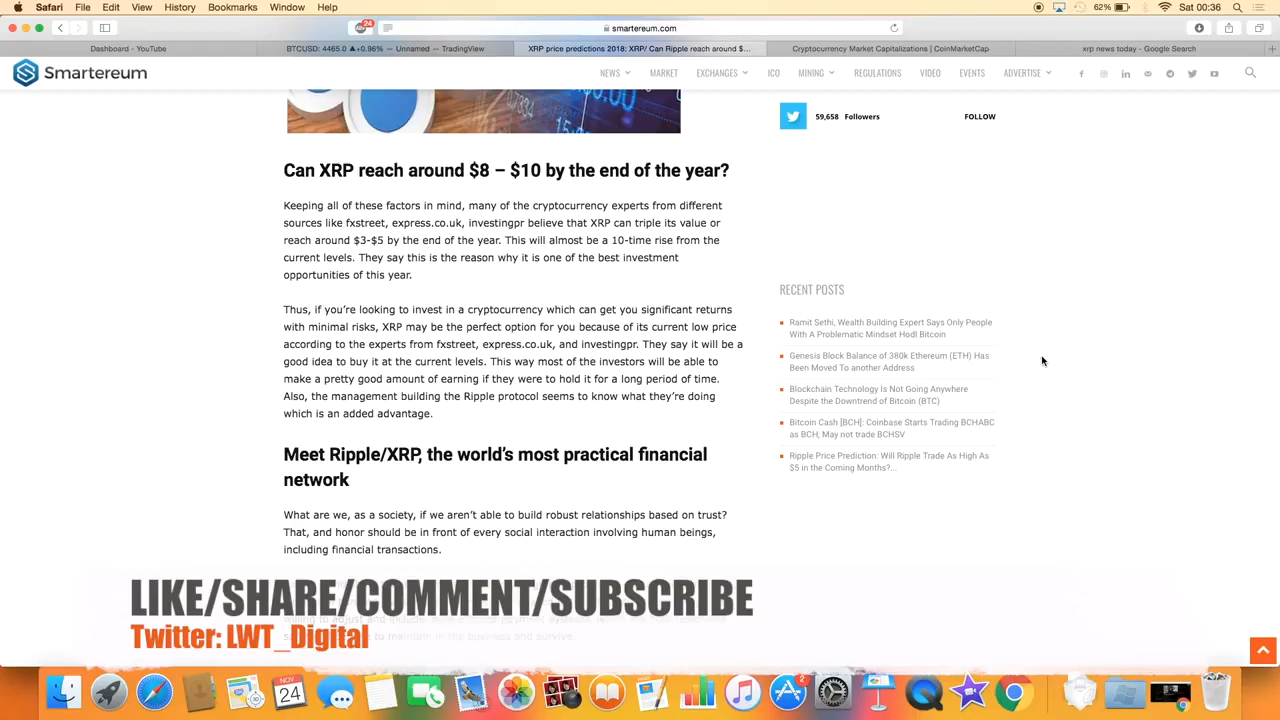 Safari File Edit View History Bookmarks Window Help
62% Sat 00:36
24
smartereum.com
Dashboard - YouTube
BTCUSD: 4465.0 ▲+0.96% — Unnamed — TradingView
XRP price predictions 2018: XRP/ Can Ripple reach around $...
Cryptocurrency Market Capitalizations | CoinMarketCap
xrp news today - Google Search
Smartereum
NEWS MARKET EXCHANGES ICO MINING REGULATIONS VIDEO EVENTS ADVERTISE
59,658 Followers FOLLOW
Can XRP reach around $8 – $10 by the end of the year?
Keeping all of these factors in mind, many of the cryptocurrency experts from different
sources like fxstreet, express.co.uk, investingpr believe that XRP can triple its value or
reach around $3-$5 by the end of the year. This will almost be a 10-time rise from the
current levels. They say this is the reason why it is one of the best investment
opportunities of this year.
Thus, if you're looking to invest in a cryptocurrency which can get you significant returns
with minimal risks, XRP may be the perfect option for you because of its current low price
according to the experts from fxstreet, express.co.uk, and investingpr. They say it will be a
good idea to buy it at the current levels. This way most of the investors will be able to
make a pretty good amount of earning if they were to hold it for a long period of time.
Also, the management building the Ripple protocol seems to know what they're doing
which is an added advantage.
Meet Ripple/XRP, the world's most practical financial
network
What are we, as a society, if we aren't able to build robust relationships based on trust?
That, and honor should be in front of every social interaction involving human beings,
including financial transactions.
RECENT POSTS
Ramit Sethi, Wealth Building Expert Says Only People
With A Problematic Mindset Hodl Bitcoin
Genesis Block Balance of 380k Ethereum (ETH) Has
Been Moved To another Address
Blockchain Technology Is Not Going Anywhere
Despite the Downtrend of Bitcoin (BTC)
Bitcoin Cash [BCH]: Coinbase Starts Trading BCHABC
as BCH; May not trade BCHSV
Ripple Price Prediction: Will Ripple Trade As High As
$5 in the Coming Months?...
LIKE/SHARE/COMMENT/SUBSCRIBE
Twitter: LWT_Digital
to maintain in the business and survive.
NOV
24
30
2